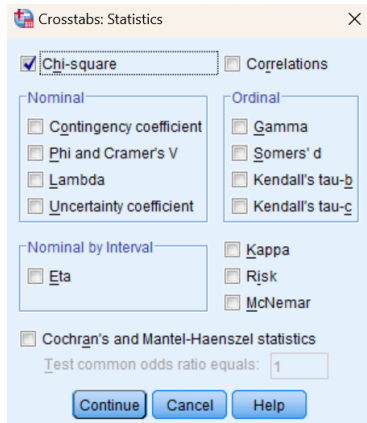 Crosstabs: Statistics
Chi-square
Correlations
Nominal
Contingency coefficient
Phi and Cramer's V
Lambda
Uncertainty coefficient
Ordinal
Gamma
Somers' d
Kendall's tau-b
Kendall's tau-c
Nominal by Interval
Eta
Kappa
Risk
McNemar
Cochran's and Mantel-Haenszel statistics
Test common odds ratio equals: 1
Continue Cancel Help